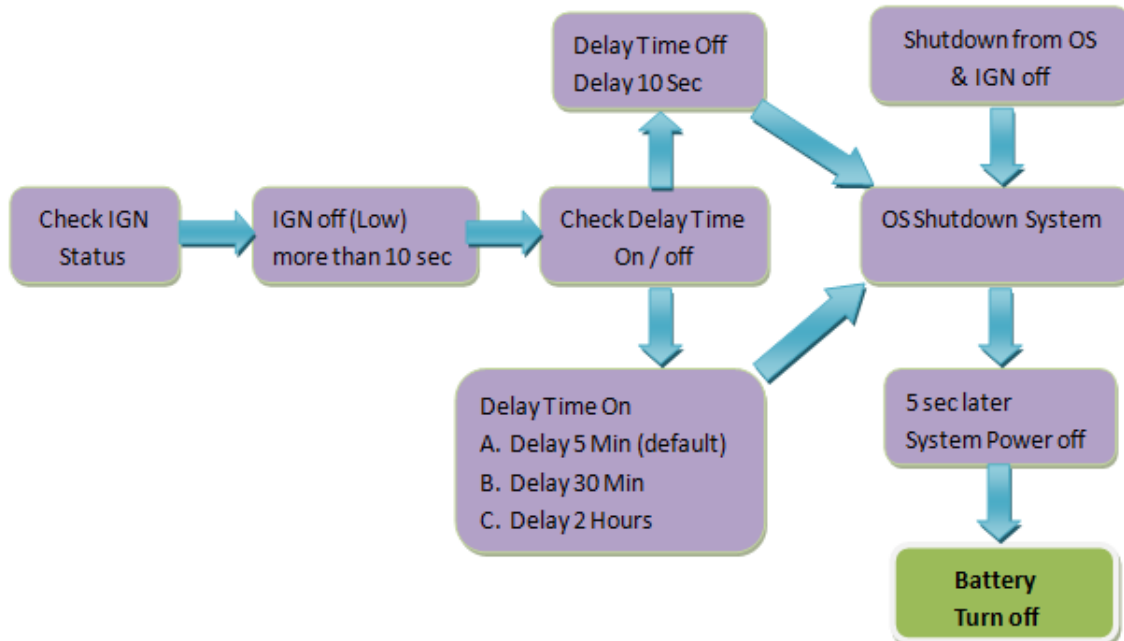 Check IGN
Status
IGN off (Low)
more than 10 sec
Check Delay Time
On / off
Delay Time Off
Delay 10 Sec
Delay Time On
A. Delay 5 Min (default)
B. Delay 30 Min
C. Delay 2 Hours
Shutdown from OS
& IGN off
OS Shutdown System
5 sec later
System Power off
Battery
Turn off